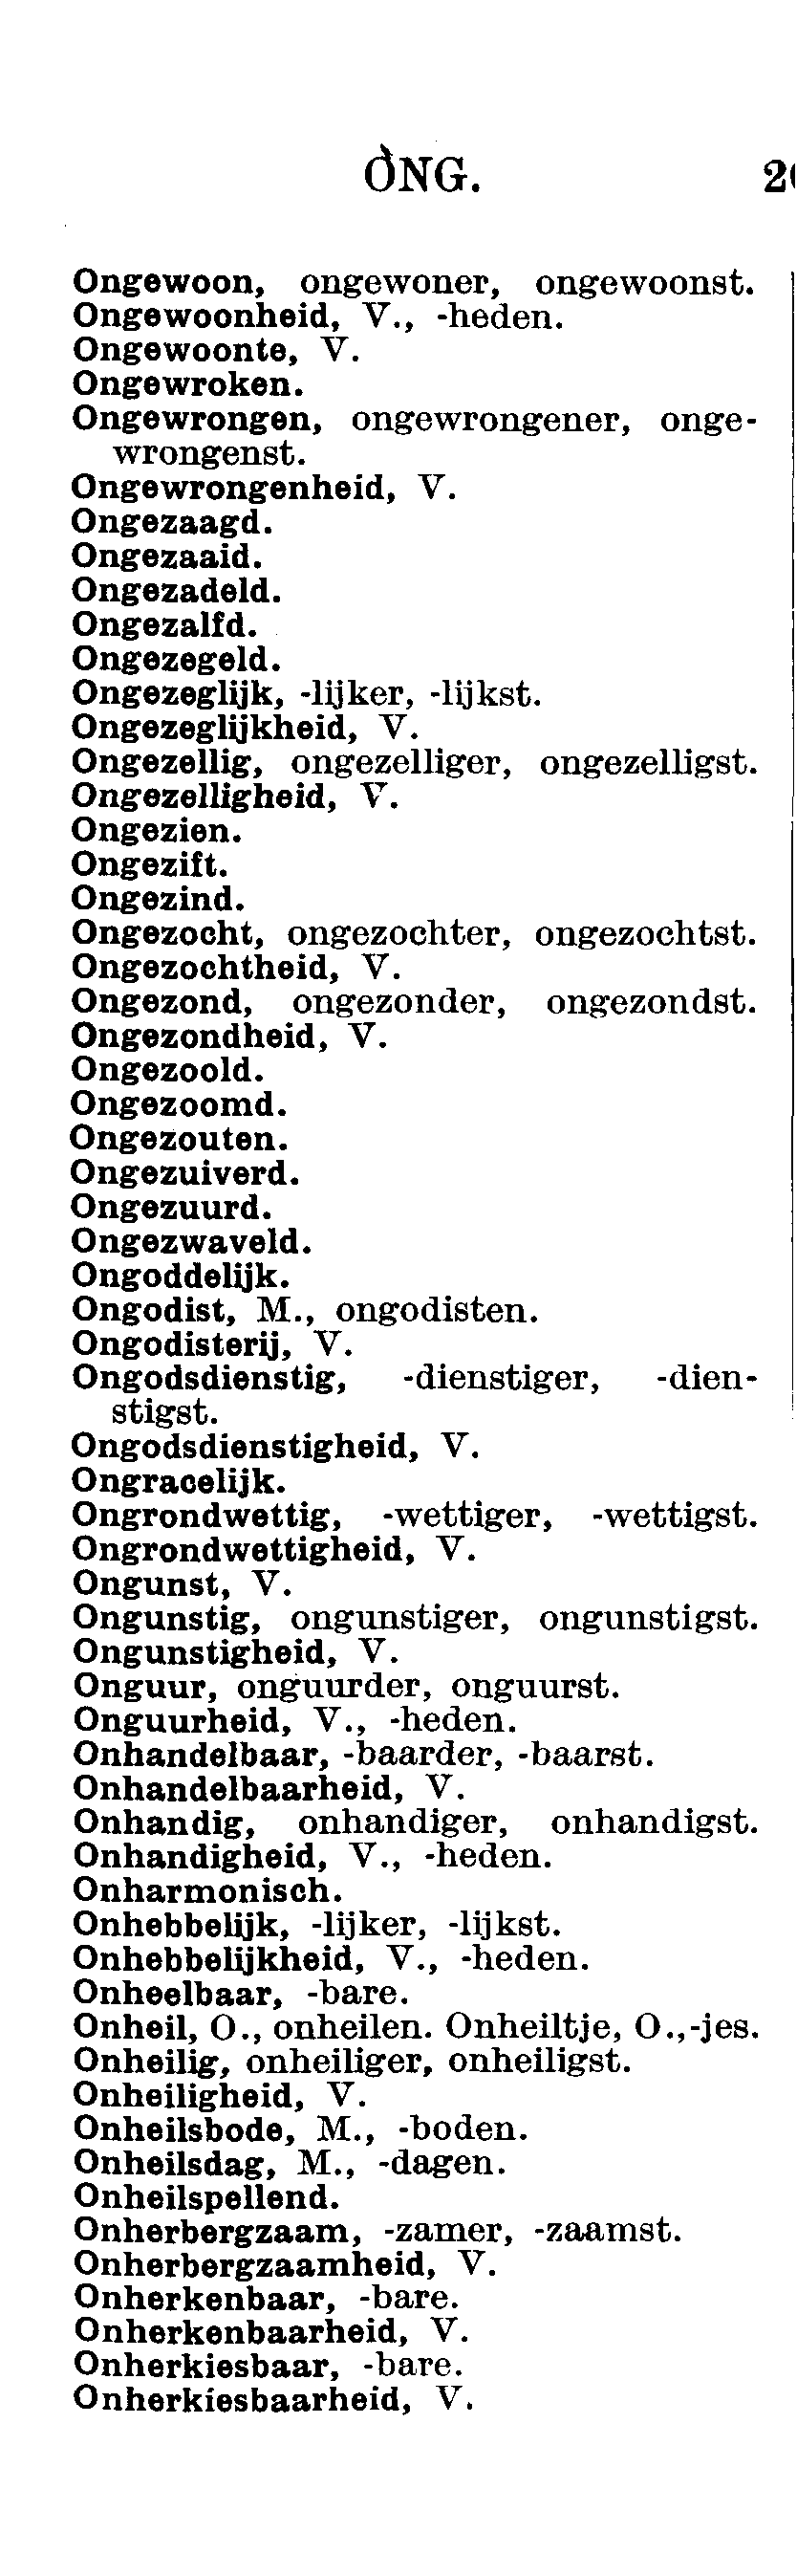 ONG.
Ongewoon, ongewoner, ongewoonst.
Ongewoonheid, V., -heden.
Ongewoonte, V.
Ongewroken.
Ongewrongen, ongewrongener, onge-
wrongenst.
Ongewrongenheid, V.
Ongezaagd.
Ongezaaid.
Ongezadeld.
Ongezalfd.
Ongezegeld.
Ongezeglijk, -lijker, -lijkst.
Ongezeglijkheid, V.
Ongezellig, ongezelliger, ongezelligst.
Ongezelligheid, V.
Ongezien.
Ongezift.
Ongezind.
Ongezocht, ongezochter, ongezochtst.
Ongezochtheid, V.
Ongezond, ongezonder, ongezondst.
Ongezondheid, V.
Ongezoold.
Ongezoomd.
Ongezouten.
Ongezuiverd.
Ongezuurd.
Ongezwaveld.
Ongoddelijk.
Ongodist, M., ongodisten.
Ongodisterij, V.
Ongodsdienstig, -dienstiger, -dien-
stigst.
Ongodsdienstigheid, V.
Ongracelijk.
Ongrondwettig, -wettiger, -wettigst.
Ongrondwettigheid, V.
Ongunst, V.
Ongunstig, ongunstiger, ongunstigst.
Ongunstigheid, V.
Onguur, onguurder, onguurst.
Onguurheid, V., -heden.
Onhandelbaar, -baarder, -baarst.
Onhandelbaarheid, V.
Onhandig, onhandiger, onhandigst.
Onhandigheid, V., -heden.
Onharmonisch.
Onhebbelijk, -lijker, -lijkst.
Onhebbelijkheid, V., -heden.
Onheelbaar, -bare.
Onheil, O., onheilen. Onheiltje, O.,-jes.
Onheilig, onheiliger, onheiligst.
Onheiligheid, V.
Onheilsbode, M., -boden.
Onheilsdag, M., -dagen.
Onheilspellend.
Onherbergzaam, -zamer, -zaamst.
Onherbergzaamheid, V.
Onherkenbaar, -bare.
Onherkenbaarheid, V.
Onherkiesbaar, -bare.
Onherkiesbaarheid, V.